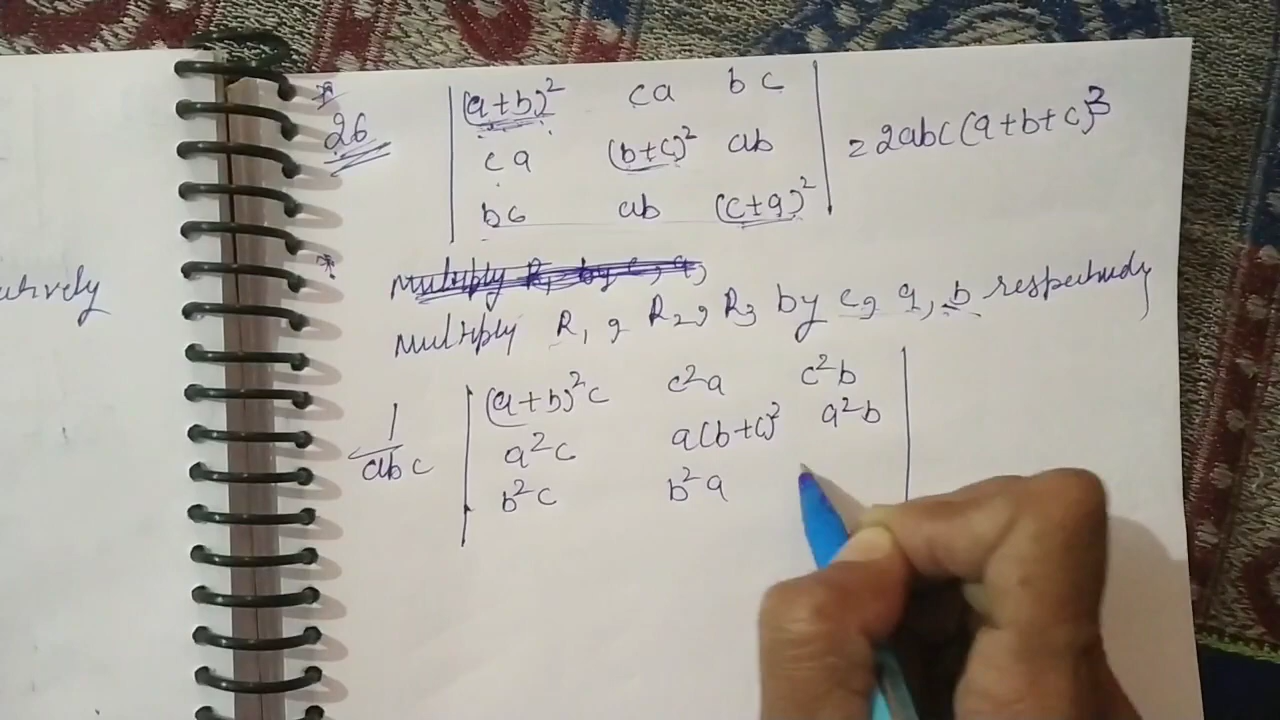 26
(a+b)² ca bc
ca (b+c)² ab = 2abc(a+b+c)³
bc ab (c+a)²
Multiply R₁ by c, a,
atively
Multiply R₁, R₂, R₃ by c, a, b respectively
(a+b)²c c²a c²b
1/abc a²c a(b+c)² a²b
b²c b²a